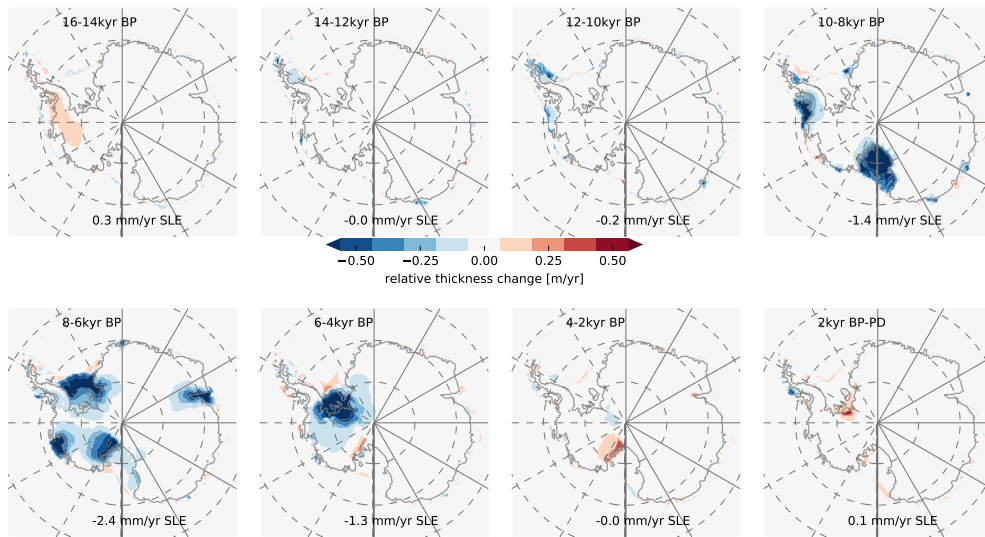 16-14kyr BP
14-12kyr BP
12-10kyr BP
10-8kyr BP
0.3 mm/yr SLE
-0.0 mm/yr SLE
-0.2 mm/yr SLE
-1.4 mm/yr SLE
−0.50 −0.25 0.00 0.25 0.50
relative thickness change [m/yr]
8-6kyr BP
6-4kyr BP
4-2kyr BP
2kyr BP-PD
-2.4 mm/yr SLE
-1.3 mm/yr SLE
-0.0 mm/yr SLE
0.1 mm/yr SLE